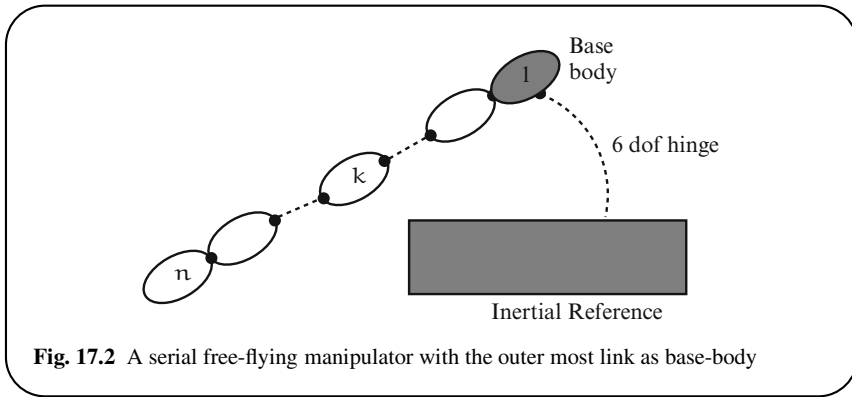 Base
body
1
6 dof hinge
k
n
Inertial Reference
Fig. 17.2 A serial free-flying manipulator with the outer most link as base-body